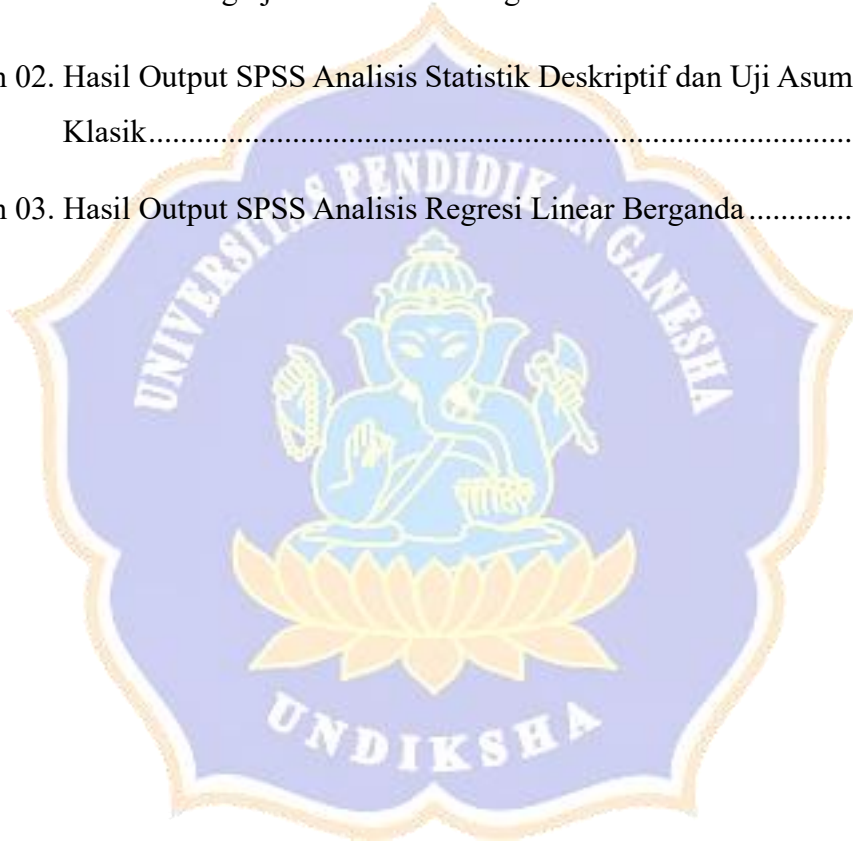 n 02. Hasil Output SPSS Analisis Statistik Deskriptif dan Uji Asum
Klasik.......................................................................................
n 03. Hasil Output SPSS Analisis Regresi Linear Berganda.............
UNIVERSITAS PENDIDIKAN GANESHA
UNDIKSHA